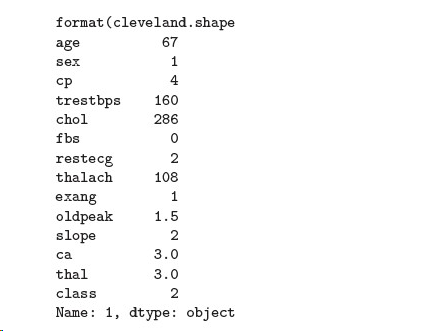 format(cleveland.shape
age 67
sex 1
cp 4
trestbps 160
chol 286
fbs 0
restecg 2
thalach 108
exang 1
oldpeak 1.5
slope 2
ca 3.0
thal 3.0
class 2
Name: 1, dtype: object